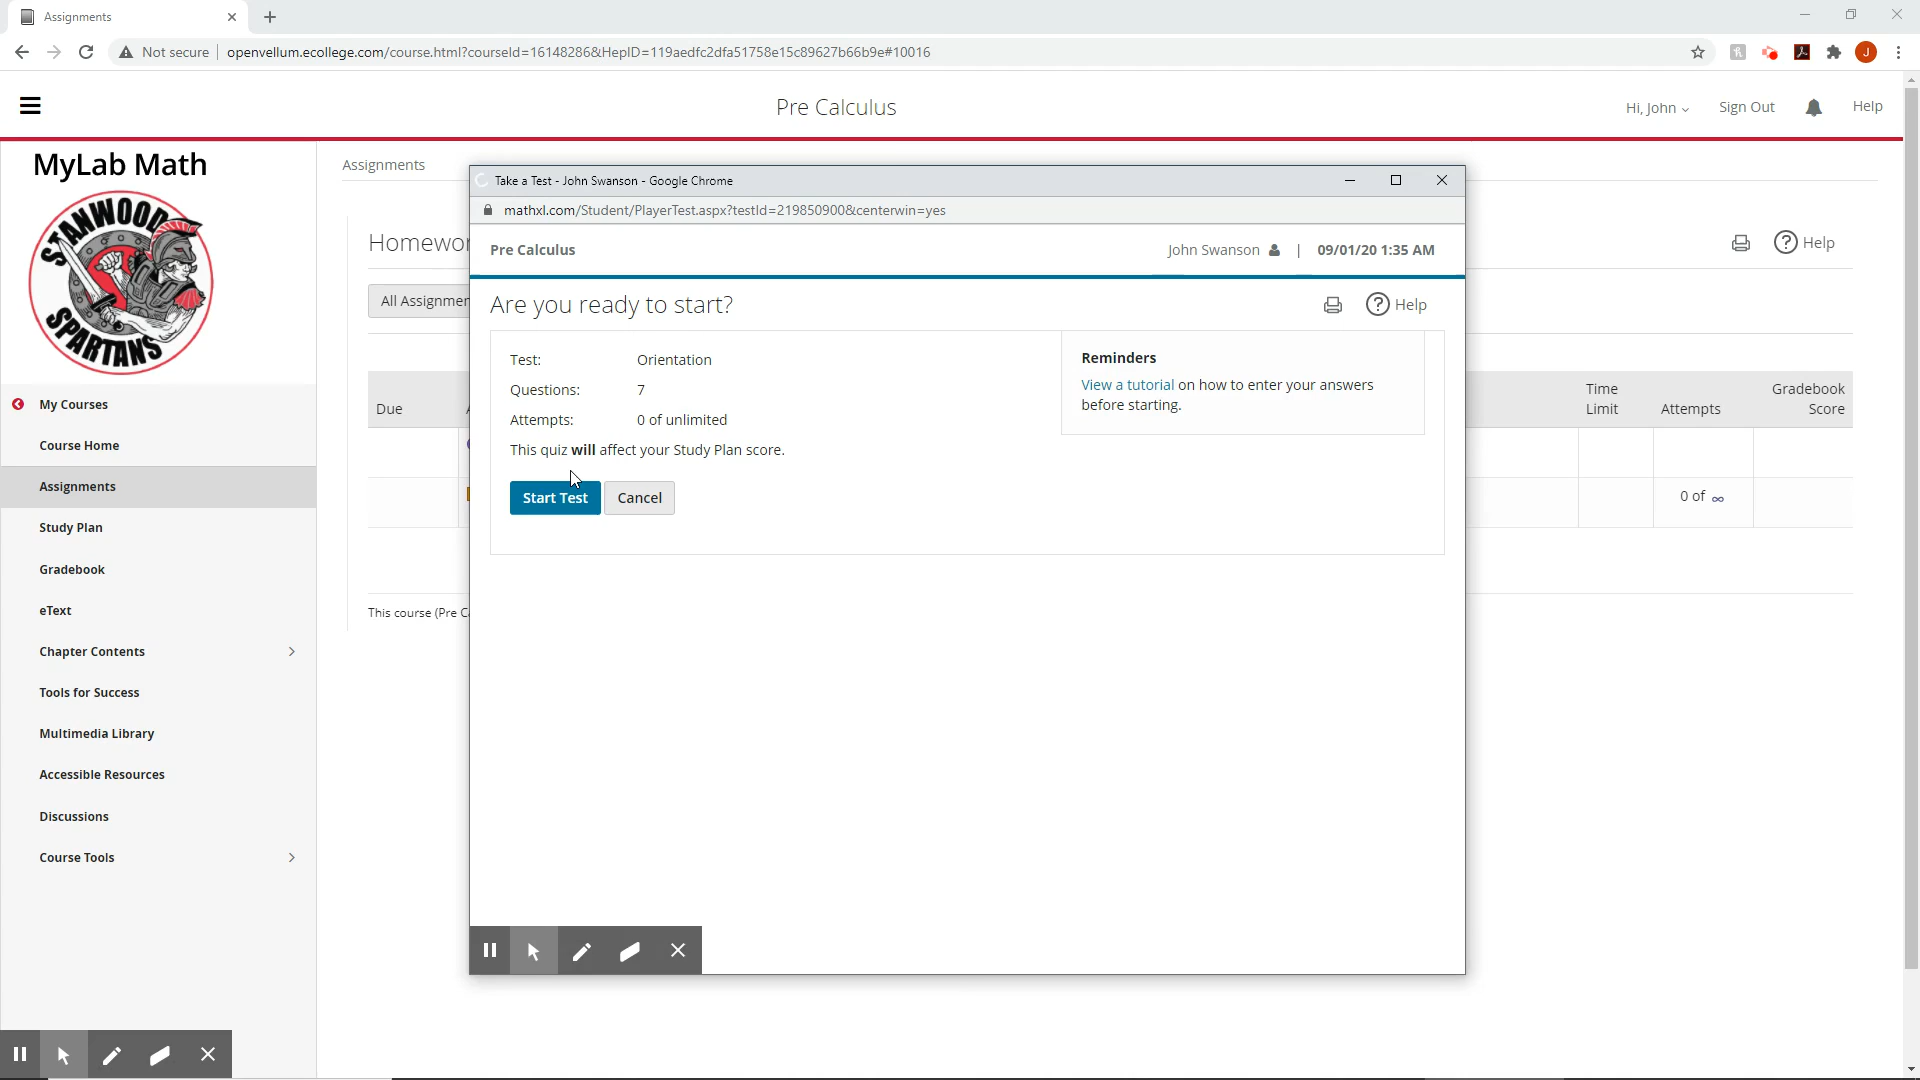 Assignments
Not secure
openvellum.ecollege.com/course.html?courseId=16148286&HepID=119aedfc2dfa51758e15c89627b66b9e#10016
J
Pre Calculus
Hi, John
Sign Out
Help
MyLab Math
STANWOOD
SPARTANS
My Courses
Course Home
Assignments
Study Plan
Gradebook
eText
Chapter Contents
Tools for Success
Multimedia Library
Accessible Resources
Discussions
Course Tools
Assignments
Homewor
Help
All Assignmen
Due
Time
Limit
Attempts
Gradebook
Score
0 of ∞
This course (Pre Ca
Take a Test - John Swanson - Google Chrome
mathxl.com/Student/PlayerTest.aspx?testId=219850900&centerwin=yes
Pre Calculus
John Swanson | 09/01/20 1:35 AM
Are you ready to start?
Help
Test: Orientation
Questions: 7
Attempts: 0 of unlimited
This quiz will affect your Study Plan score.
Start Test
Cancel
Reminders
View a tutorial on how to enter your answers
before starting.